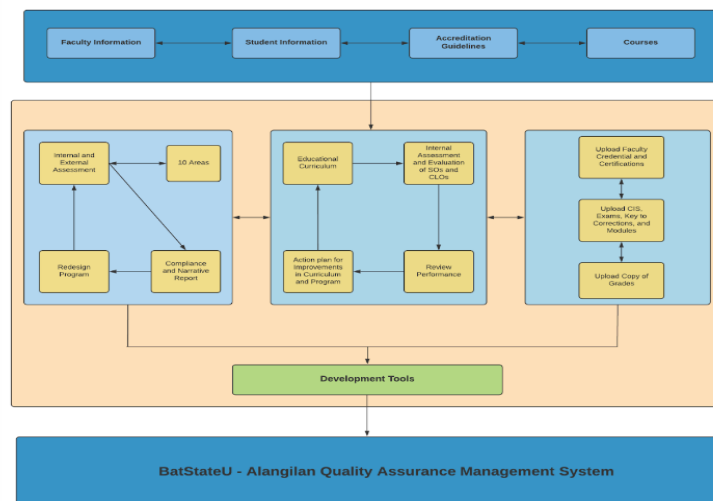 Faculty Information
Student Information
Accreditation
Guidelines
Courses
Internal and
External
Assessment
10 Areas
Redesign
Program
Compliance
and Narrative
Report
Educational
Curriculum
Internal
Assessment
and Evaluation
of SOs and
CLOs
Action plan for
Improvements
in Curriculum
and Program
Review
Performance
Upload Faculty
Credential and
Certifications
Upload CIS,
Exams, Key to
Corrections, and
Modules
Upload Copy of
Grades
Development Tools
BatStateU - Alangilan Quality Assurance Management System